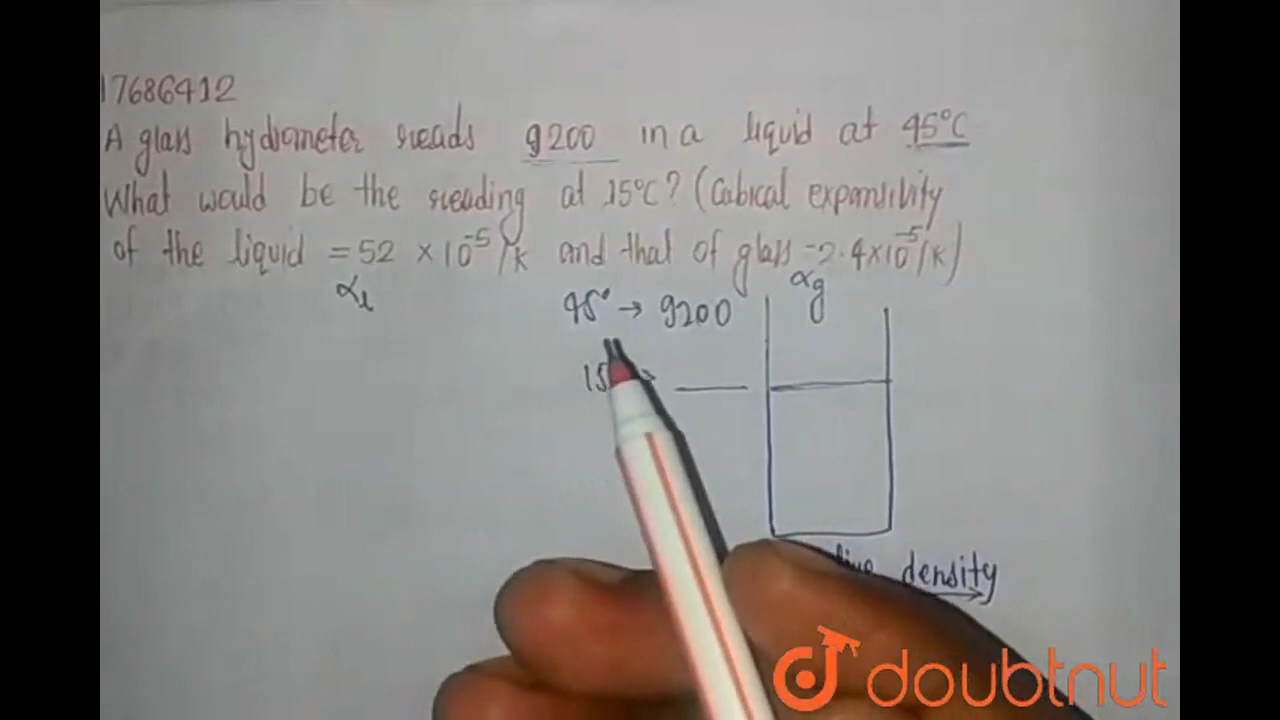 17686412
A glass hydrometer reads 9200 in a liquid at 45°C
What would be the reading at 15°C? (Cabical expansivity
of the liquid = 52 × 10⁻⁵/K and that of glass = 2.4×10⁻⁵/K)
αₗ αg
45° → 9200
15
density
doubtnut